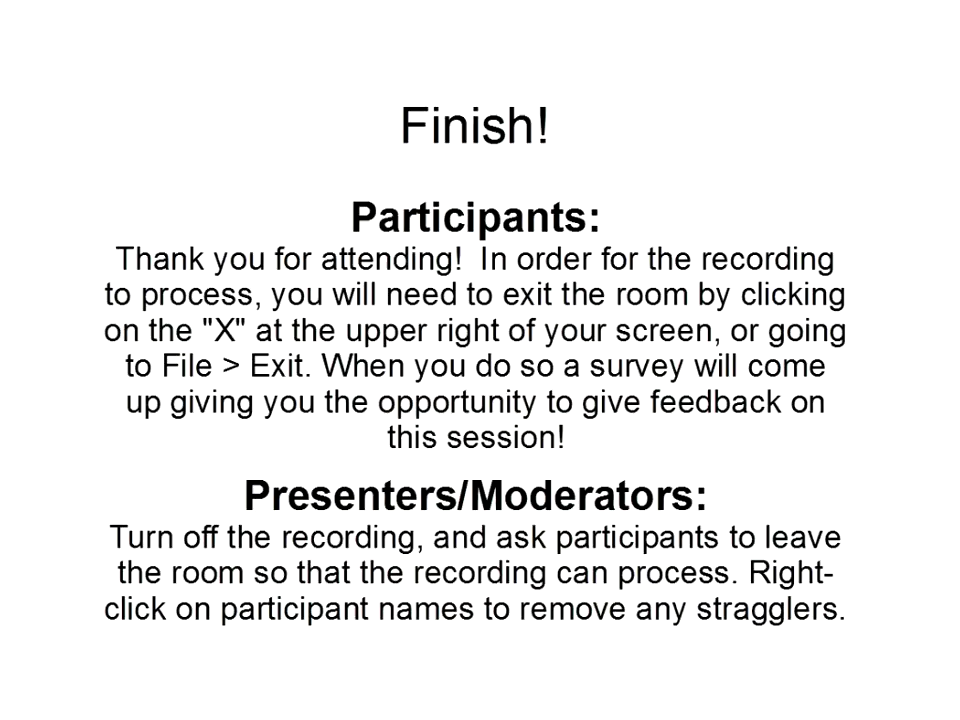 Finish!
Participants:
Thank you for attending!  In order for the recording
to process, you will need to exit the room by clicking
on the "X" at the upper right of your screen, or going
to File > Exit. When you do so a survey will come
up giving you the opportunity to give feedback on
this session!
Presenters/Moderators:
Turn off the recording, and ask participants to leave
the room so that the recording can process. Right-
click on participant names to remove any stragglers.